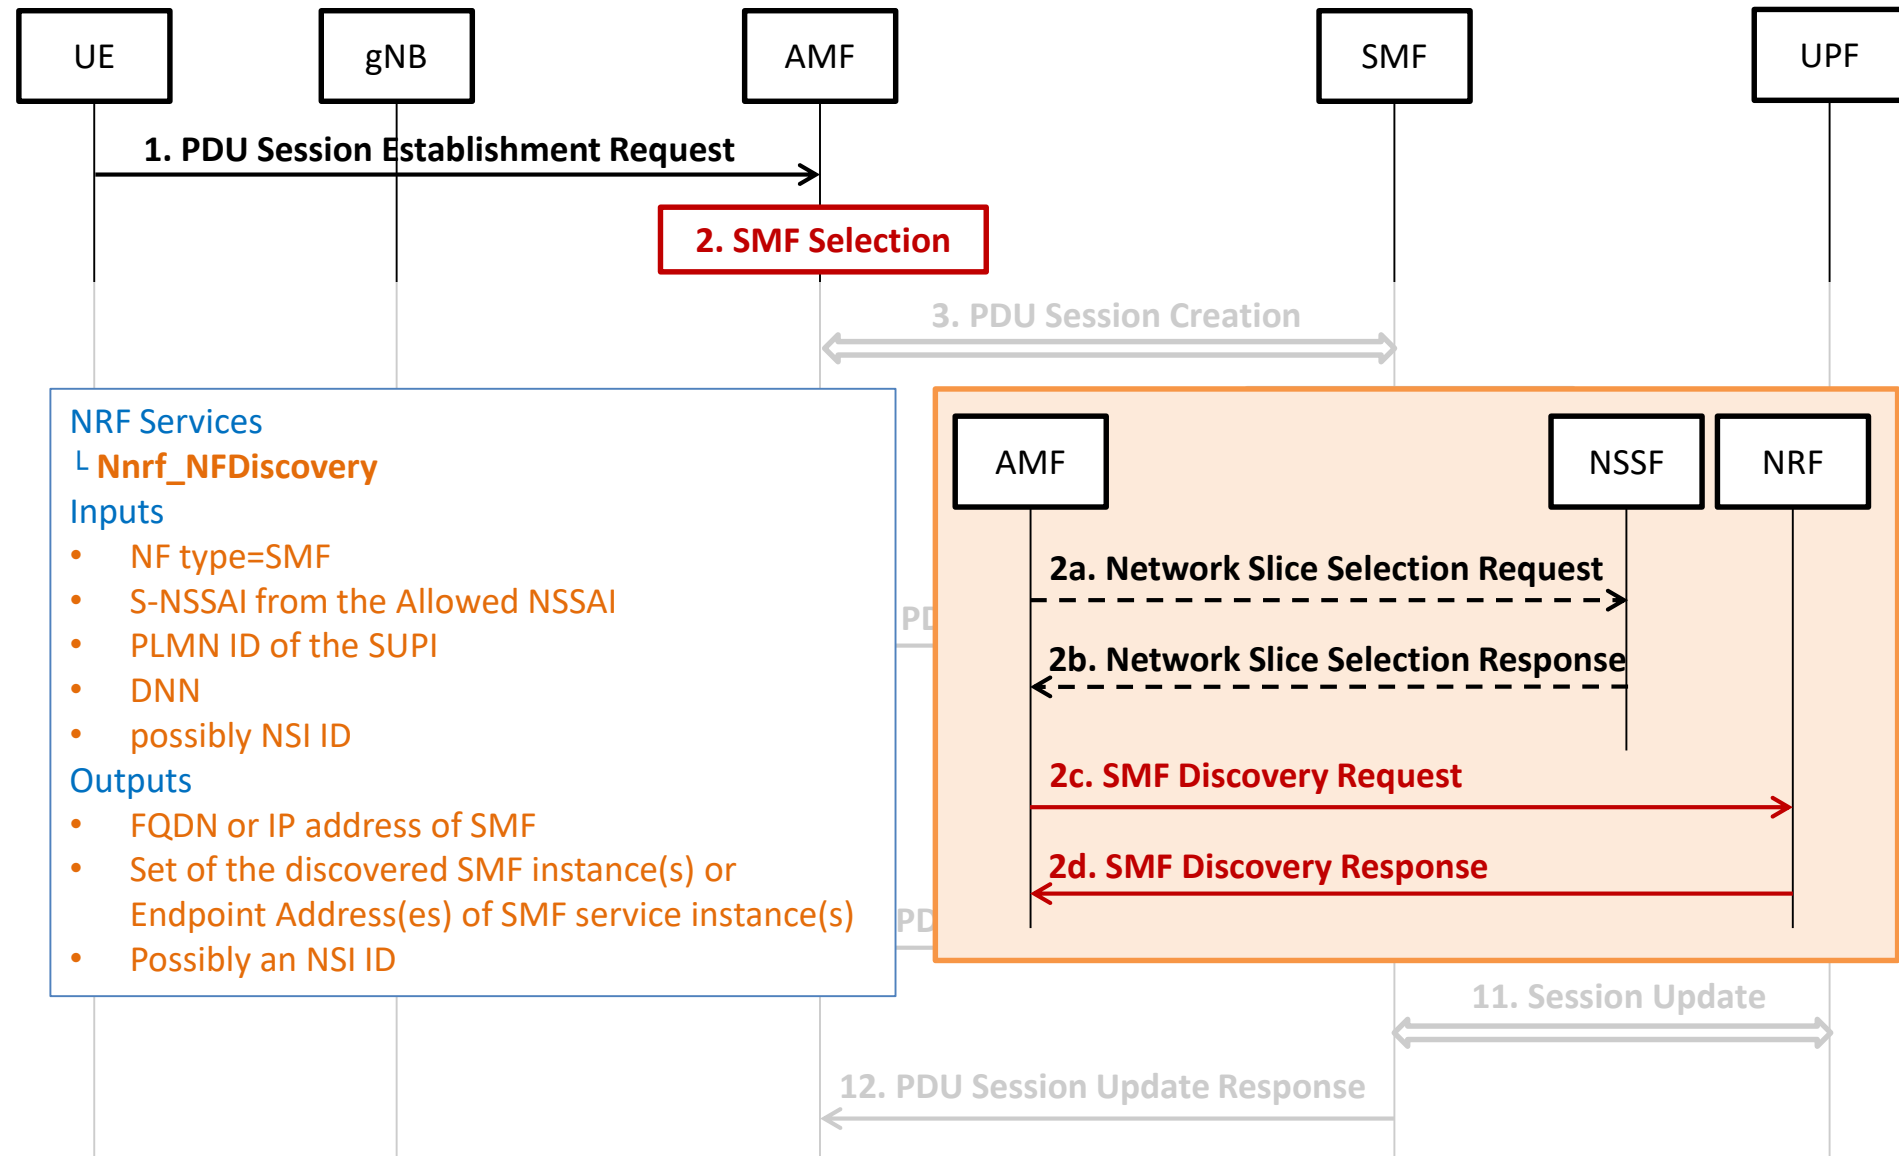 UE
gNB
AMF
SMF
UPF
1. PDU Session Establishment Request
2. SMF Selection
3. PDU Session Creation
NRF Services
└ Nnrf_NFDiscovery
Inputs
• NF type=SMF
• S-NSSAI from the Allowed NSSAI
• PLMN ID of the SUPI
• DNN
• possibly NSI ID
Outputs
• FQDN or IP address of SMF
• Set of the discovered SMF instance(s) or
Endpoint Address(es) of SMF service instance(s)
• Possibly an NSI ID
AMF
NSSF
NRF
2a. Network Slice Selection Request
2b. Network Slice Selection Response
2c. SMF Discovery Request
2d. SMF Discovery Response
11. Session Update
12. PDU Session Update Response